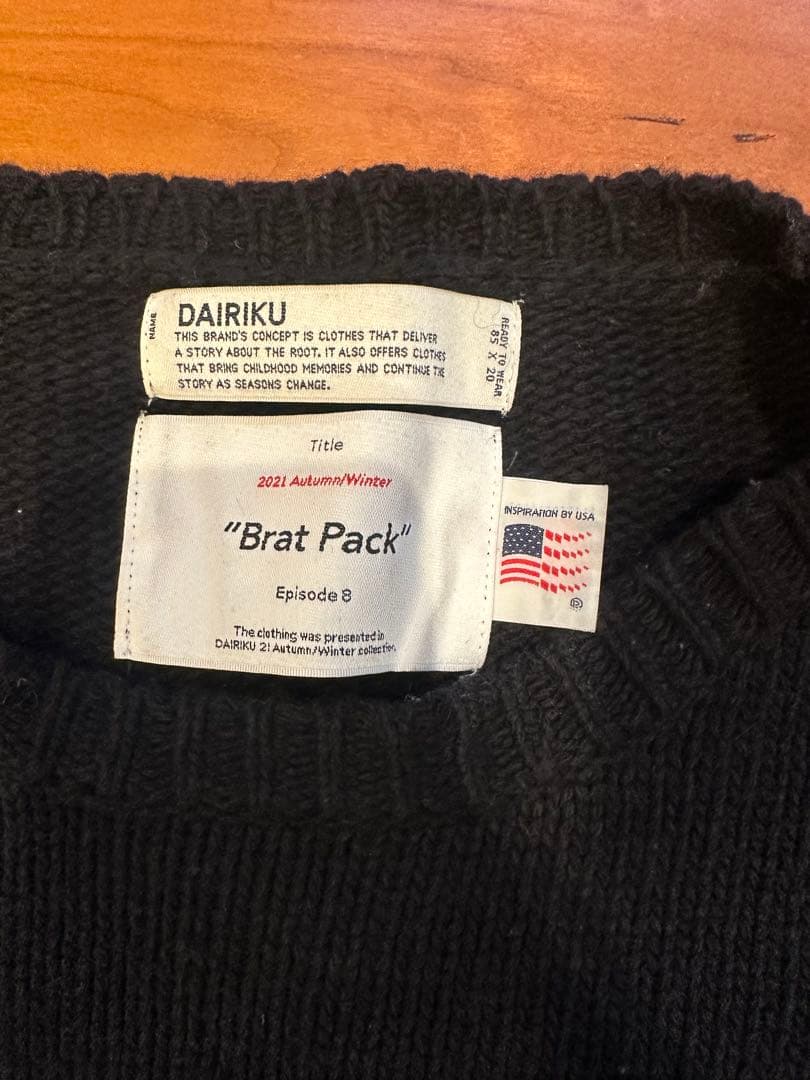 NAME
DAIRIKU
THIS BRAND'S CONCEPT IS CLOTHES THAT DELIVER
A STORY ABOUT THE ROOT. IT ALSO OFFERS CLOTHES
THAT BRING CHILDHOOD MEMORIES AND CONTINUE THE
STORY AS SEASONS CHANGE.
READY TO WEAR
85 X 20
Title
2021 Autumn/Winter
"Brat Pack"
Episode 8
The clothing was presented in
DAIRIKU 21 Autumn/Winter collection.
INSPIRATION BY USA